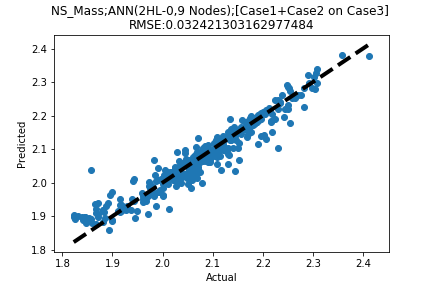 NS_Mass;ANN(2HL-0,9 Nodes);[Case1+Case2 on Case3]
RMSE:0.032421303162977484
2.4
2.3
2.2
2.1
2.0
1.9
1.8
Predicted
1.8 1.9 2.0 2.1 2.2 2.3 2.4
Actual